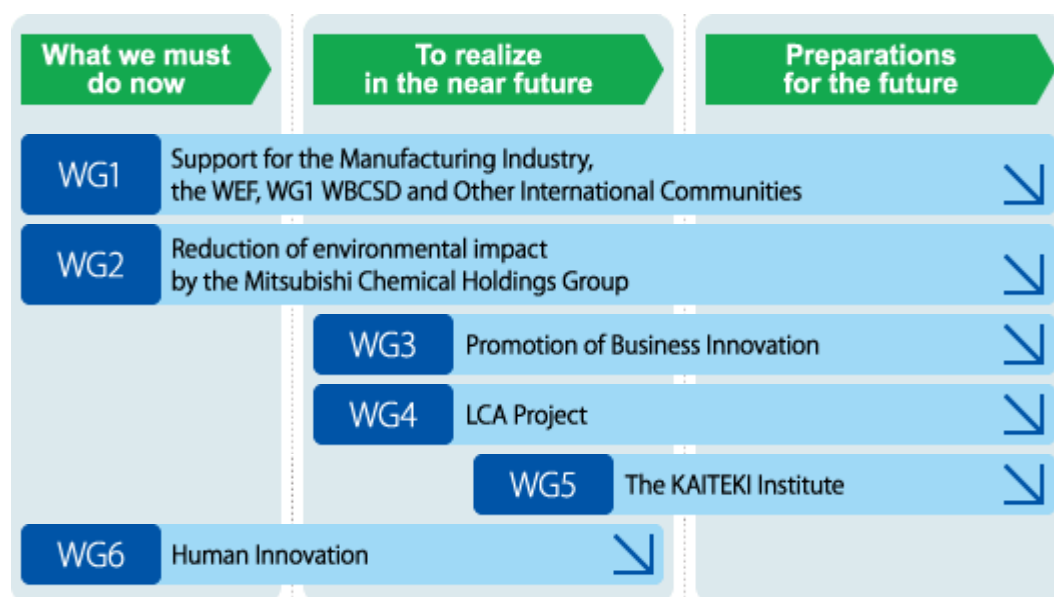 What we must
do now
To realize
in the near future
Preparations
for the future
WG1
Support for the Manufacturing Industry,
the WEF, WG1 WBCSD and Other International Communities
WG2
Reduction of environmental impact
by the Mitsubishi Chemical Holdings Group
WG3
Promotion of Business Innovation
WG4
LCA Project
WG5
The KAITEKI Institute
WG6
Human Innovation